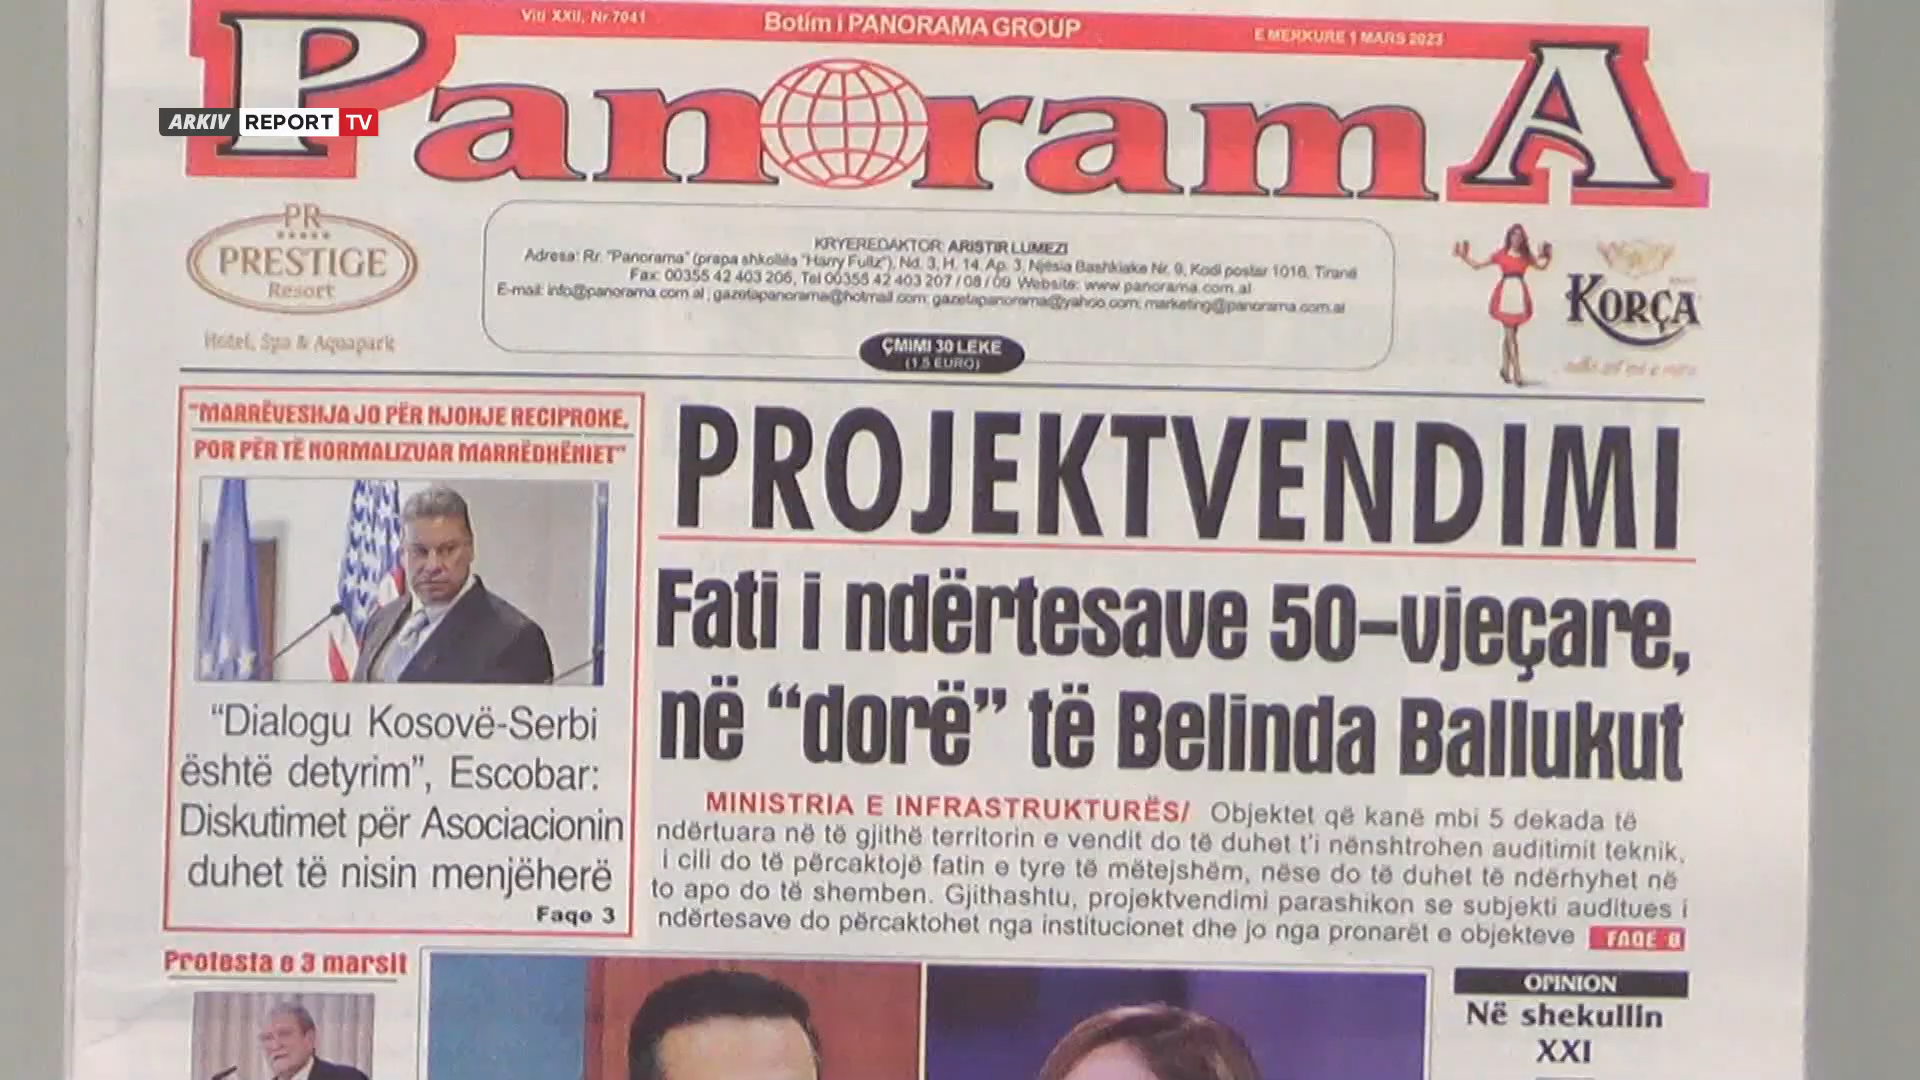 Viti XXII, Nr.7041
Botim i PANORAMA GROUP
E MERKURE 1 MARS 2023
PanoramA
ARKIV REPORT TV
PR
PRESTIGE
Resort
Hotel, Spa & Aquapark
KRYEREDAKTOR: ARISTIR LUMEZI
Adresa: Rr. "Panorama" (prapa shkollës "Harry Fultz"), Nd. 3, H. 14, Ap. 3, Njësia Bashkiake Nr. 9, Kodi postar 1016, Tiranë
Fax: 00355 42 403 206, Tel 00355 42 403 207 / 08 / 09 Website: www.panorama.com.al
E-mail: info@panorama.com.al ; gazetapanorama@hotmail.com; gazetapanorama@yahoo.com; marketing@panorama.com.al
ÇMIMI 30 LEKE
(1.5 EURO)
KORÇA
"MARRËVESHJA JO PËR NJOHJE RECIPROKE,
POR PËR TË NORMALIZUAR MARRËDHËNIET"
"Dialogu Kosovë-Serbi
është detyrim", Escobar:
Diskutimet për Asociacionin
duhet të nisin menjëherë
Faqe 3
PROJEKTVENDIMI
Fati i ndërtesave 50-vjeçare,
në "dorë" të Belinda Ballukut
MINISTRIA E INFRASTRUKTURËS/ Objektet që kanë mbi 5 dekada të
ndërtuara në të gjithë territorin e vendit do të duhet t'i nënshtrohen auditimit teknik,
i cili do të përcaktojë fatin e tyre të mëtejshëm, nëse do të duhet të ndërhyhet në
to apo do të shemben. Gjithashtu, projektvendimi parashikon se subjekti auditues i
ndërtesave do përcaktohet nga institucionet dhe jo nga pronarët e objekteve
FAQE 8
Protesta e 3 marsit
OPINION
Në shekullin
XXI